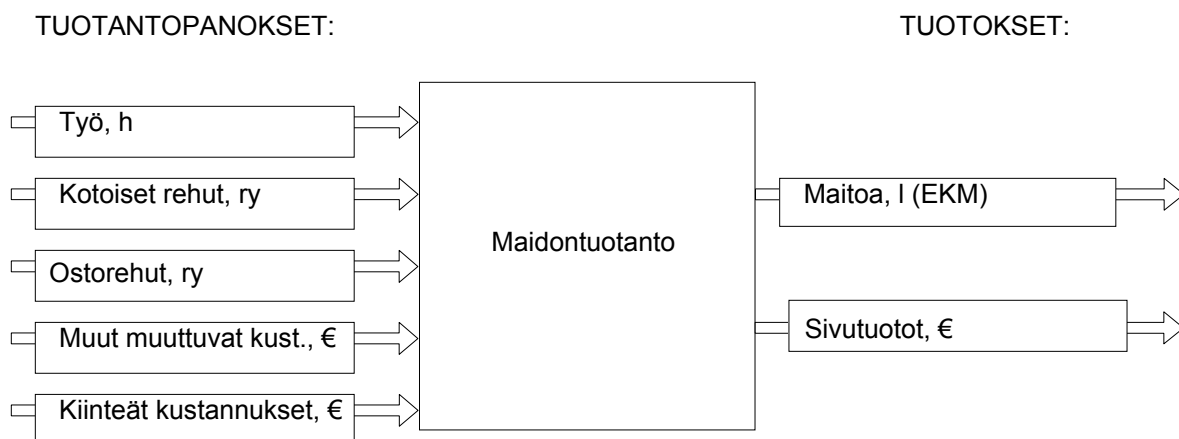 TUOTANTOPANOKSET:
TUOTOKSET:
Työ, h
Kotoiset rehut, ry
Ostorehut, ry
Muut muuttuvat kust., €
Kiinteät kustannukset, €
Maidontuotanto
Maitoa, l (EKM)
Sivutuotot, €